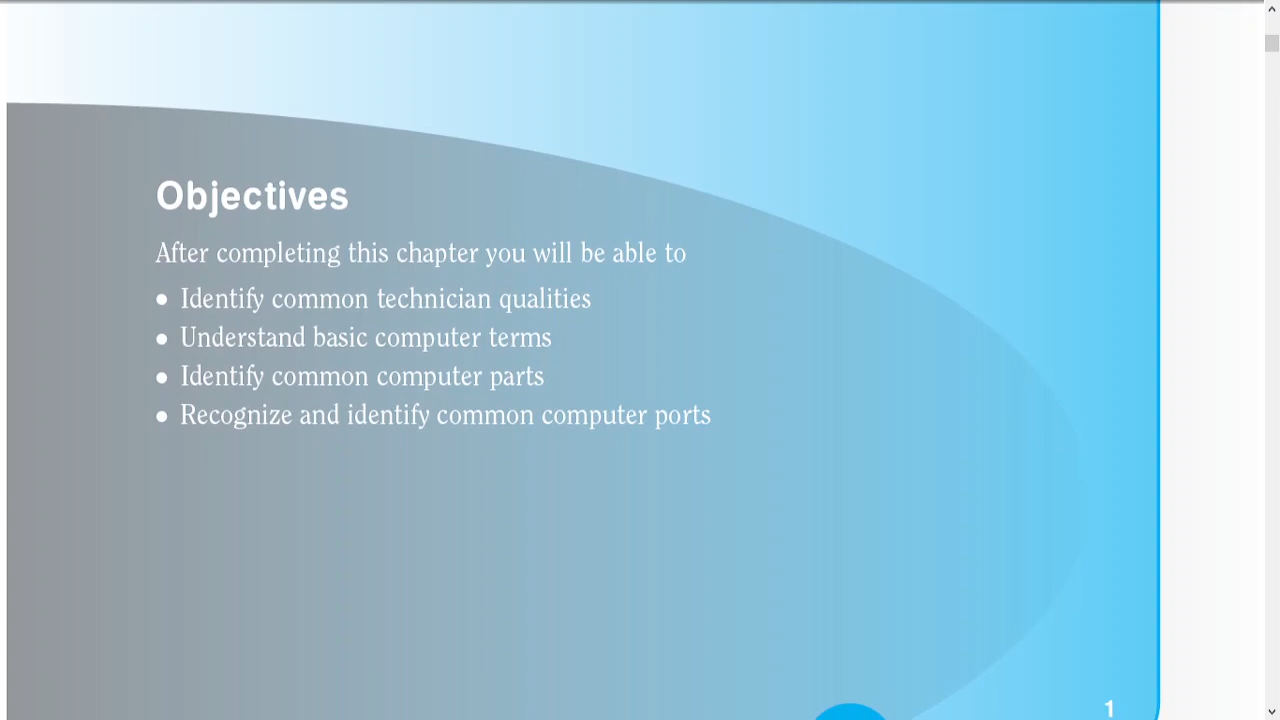 Objectives
After completing this chapter you will be able to
• Identify common technician qualities
• Understand basic computer terms
• Identify common computer parts
• Recognize and identify common computer ports
1